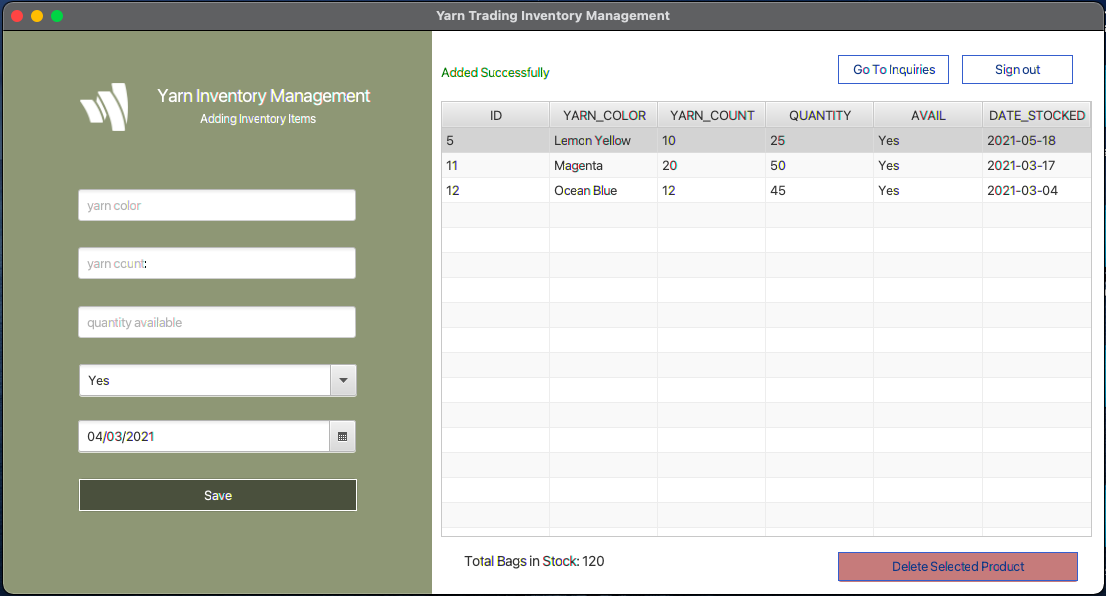 Yarn Trading Inventory Management
Yarn Inventory Management
Adding Inventory Items
yarn color
yarn count:
quantity available
Yes
04/03/2021
Save
Added Successfully
Go To Inquiries
Sign out
ID YARN_COLOR YARN_COUNT QUANTITY AVAIL DATE_STOCKED
5 Lemon Yellow 10 25 Yes 2021-05-18
11 Magenta 20 50 Yes 2021-03-17
12 Ocean Blue 12 45 Yes 2021-03-04
Total Bags in Stock: 120
Delete Selected Product